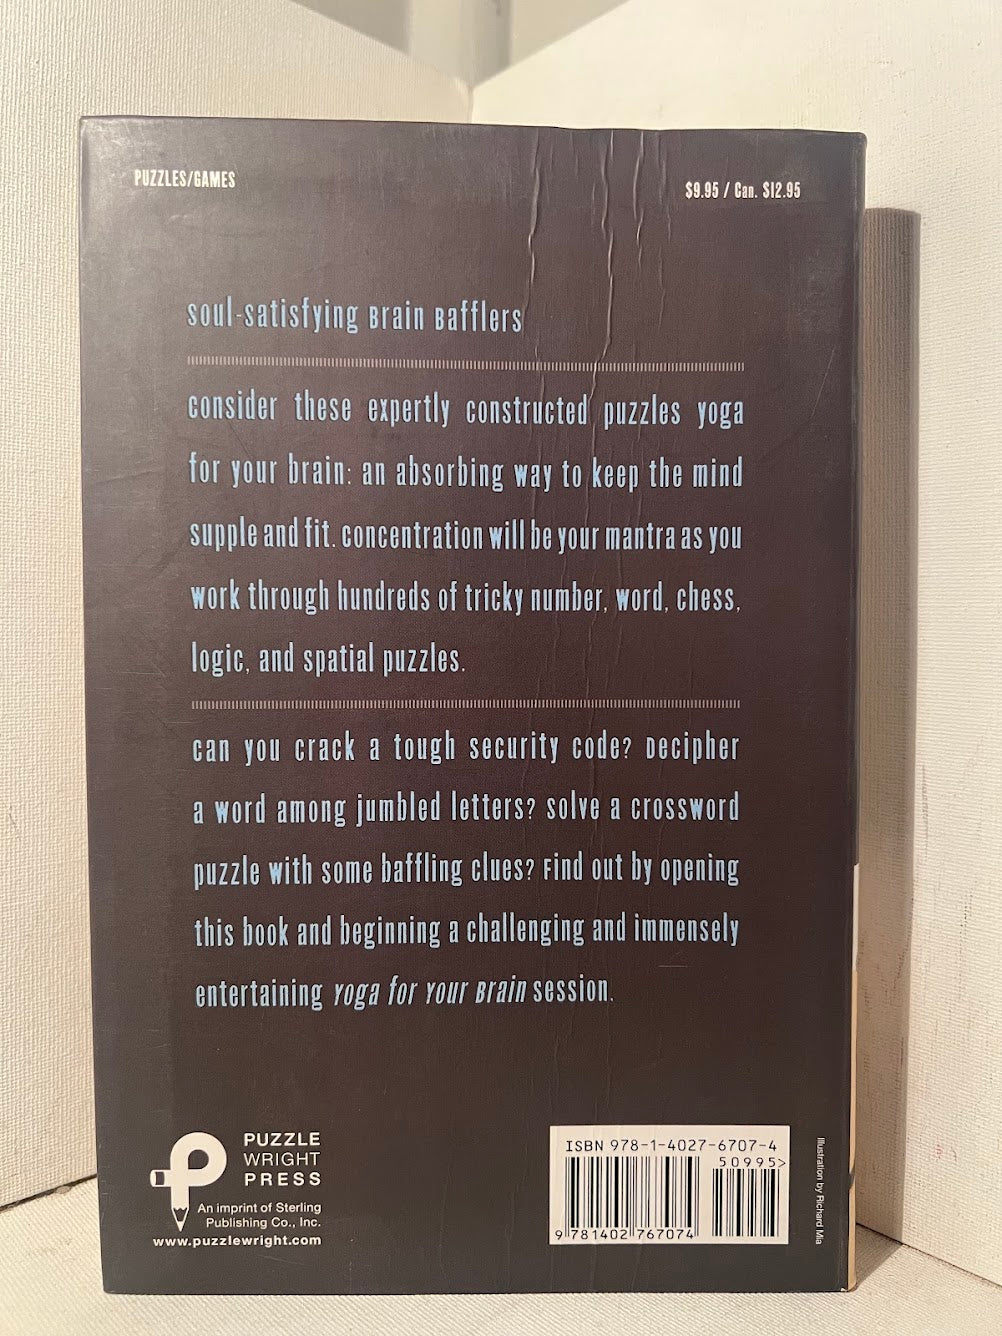 PUZZLES/GAMES
$9.95 / Can. $12.95
soul-satisfying Brain Bafflers
consider these expertly constructed puzzles yoga
for your brain: an absorbing way to keep the mind
supple and fit. concentration will be your mantra as you
work through hundreds of tricky number, word, chess,
logic, and spatial puzzles.
can you crack a tough security code? Decipher
a word among jumbled letters? solve a crossword
puzzle with some baffling clues? Find out by opening
this book and beginning a challenging and immensely
entertaining Yoga for Your Brain session.
PUZZLE
WRIGHT
PRESS
An imprint of Sterling
Publishing Co., Inc.
www.puzzlewright.com
ISBN 978-1-4027-6707-4
50995>
9 781402 767074
Illustration by Richard Mia